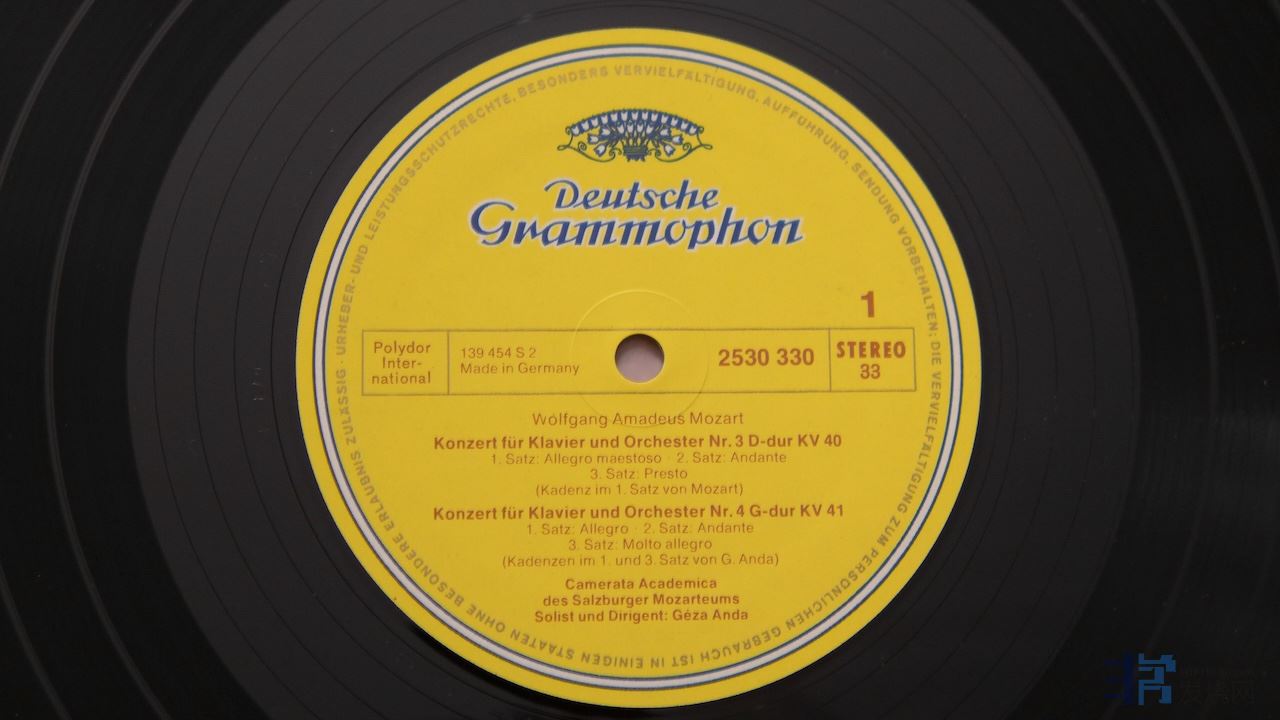 URHEBER- UND LEISTUNGSSCHUTZRECHTE, BESONDERS VERVIELFÄLTIGUNG, AUFFÜHRUNG, SENDUNG VORBEHALTEN; DIE VERVIELFÄLTIGUNG ZUM PERSÖNLICHEN GEBRAUCH IST IN EINIGEN STAATEN OHNE BESONDERE ERLAUBNIS ZULÄSSIG ·
Deutsche
Grammophon
1
Polydor
Inter-
national
139 454 S 2
Made in Germany
2530 330
STEREO
33
Wolfgang Amadeus Mozart
Konzert für Klavier und Orchester Nr. 3 D-dur KV 40
1. Satz: Allegro maestoso · 2. Satz: Andante
3. Satz: Presto
(Kadenz im 1. Satz von Mozart)
Konzert für Klavier und Orchester Nr. 4 G-dur KV 41
1. Satz: Allegro · 2. Satz: Andante
3. Satz: Molto allegro
(Kadenzen im 1. und 3. Satz von G. Anda)
Camerata Academica
des Salzburger Mozarteums
Solist und Dirigent: Géza Anda